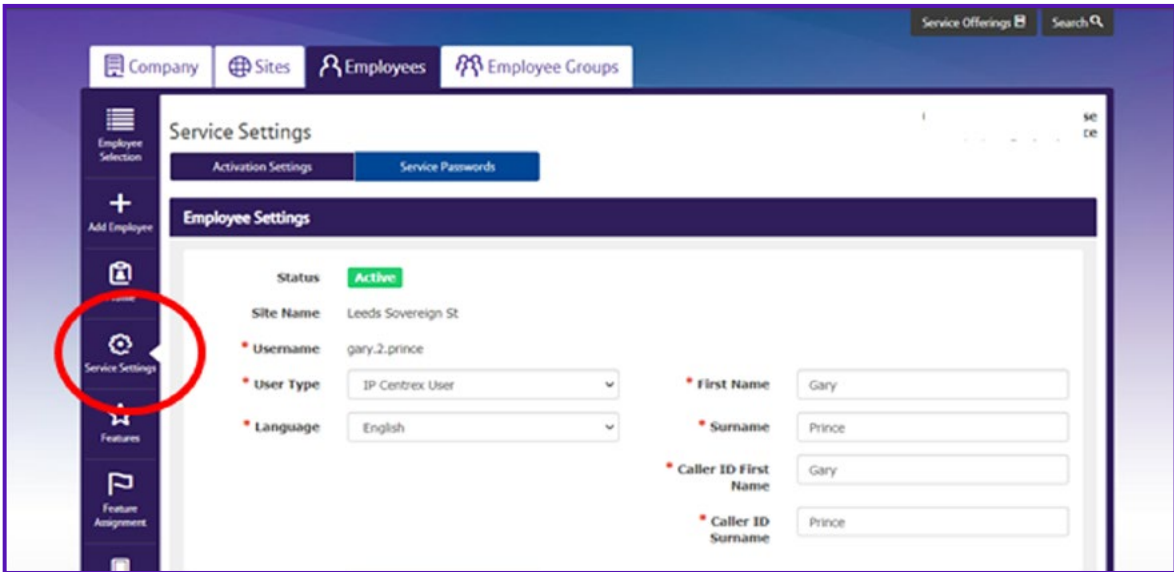 Service Offerings Search
Company Sites Employees Employee Groups
Employee
Selection
Add Employee
Service Settings
Features
Feature
Assignment
Service Settings
se
ce
Activation Settings Service Passwords
Employee Settings
Status Active
Site Name Leeds Sovereign St
* Username gary.2.prince
* User Type IP Centrex User
* Language English
* First Name Gary
* Surname Prince
* Caller ID First
Name
Gary
* Caller ID
Surname
Prince